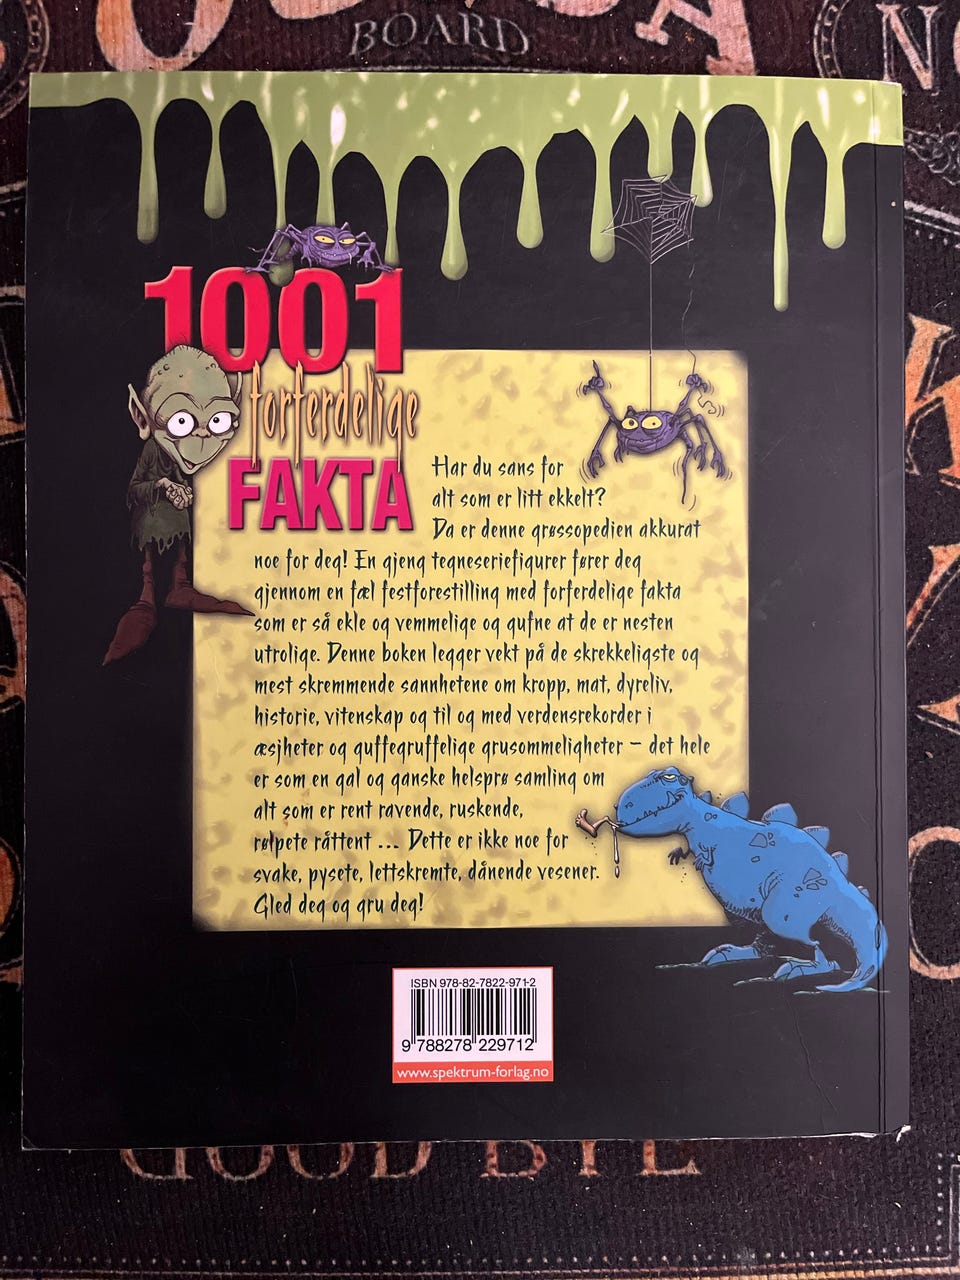 BOARD
1001
forferdelige
FAKTA
Har du sans for
alt som er litt ekkelt?
Da er denne grøssopedien akkurat
noe for deg! En gjeng tegneseriefigurer fører deg
gjennom en fæl festforestilling med forferdelige fakta
som er så ekle og vemmelige og gufne at de er nesten
utrolige. Denne boken legger vekt på de skrekkeligste og
mest skremmende sannhetene om kropp, mat, dyreliv,
historie, vitenskap og til og med verdensrekorder i
æsjheter og guffegruffelige grusommeligheter – det hele
er som en gal og ganske helsprø samling om
alt som er rent ravende, ruskende,
rølpete råttent ... Dette er ikke noe for
svake, pysete, lettskremte, dånende vesener.
Gled deg og gru deg!
ISBN 978-82-7822-971-2
9 788278 229712
www.spektrum-forlag.no
GOOD BYE